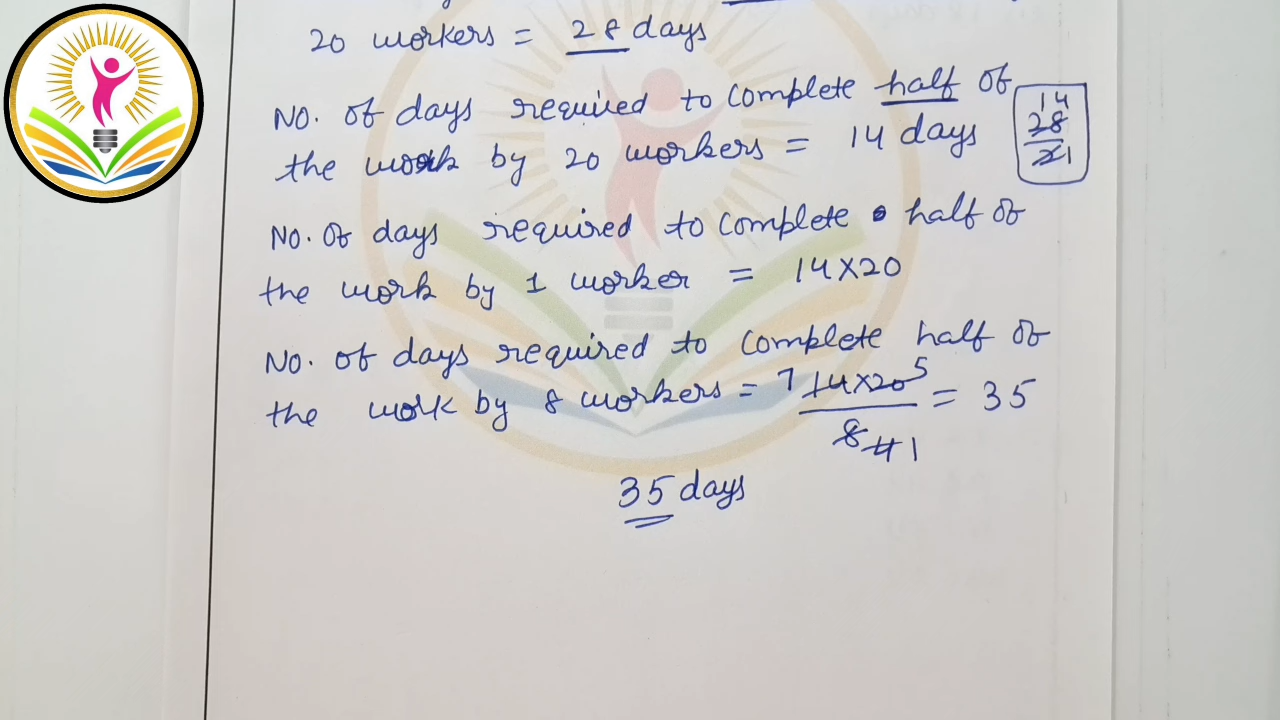 20 workers = 28 days
No. of days required to complete half of
the work by 20 workers = 14 days
14
28
21
No. of days required to complete half of
the work by 1 worker = 14×20
No. of days required to complete half of
the work by 8 workers = 7 14×20 5 = 35
8 4 1
35 days